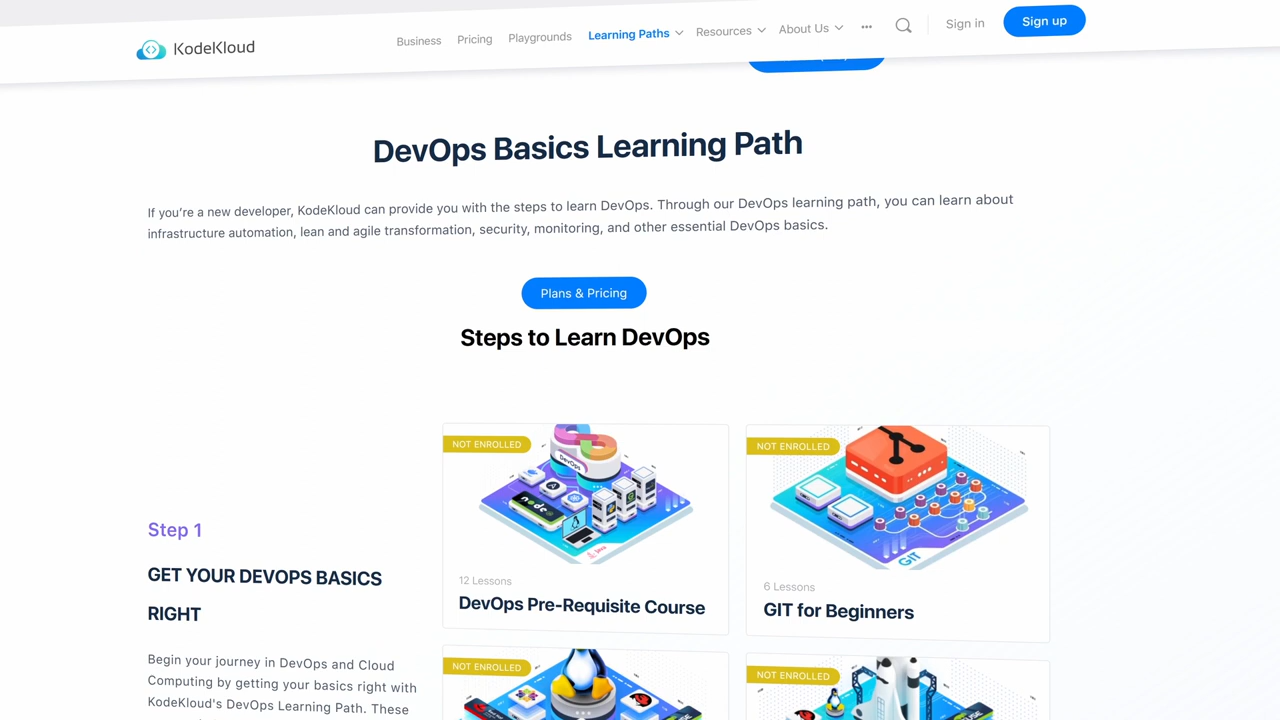 KodeKloud
Business
Pricing
Playgrounds
Learning Paths
Resources
About Us
Sign in
Sign up
DevOps Basics Learning Path
If you're a new developer, KodeKloud can provide you with the steps to learn DevOps. Through our DevOps learning path, you can learn about
infrastructure automation, lean and agile transformation, security, monitoring, and other essential DevOps basics.
Plans & Pricing
Steps to Learn DevOps
Step 1
GET YOUR DEVOPS BASICS
RIGHT
Begin your journey in DevOps and Cloud
Computing by getting your basics right with
KodeKloud's DevOps Learning Path. These
NOT ENROLLED
DevOps
node
12 Lessons
DevOps Pre-Requisite Course
NOT ENROLLED
GIT
6 Lessons
GIT for Beginners
NOT ENROLLED
NOT ENROLLED